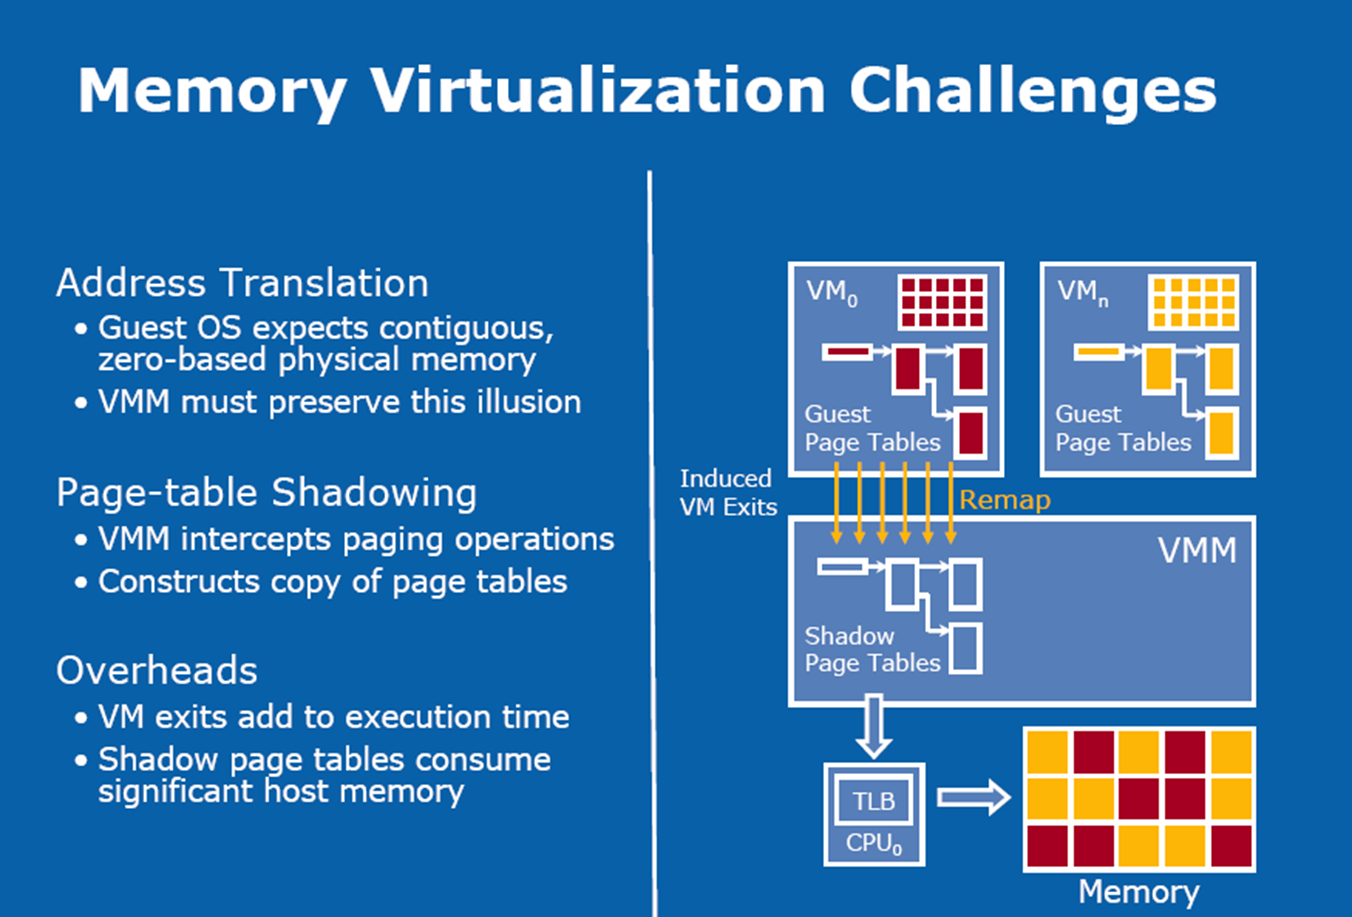 Memory Virtualization Challenges
Address Translation
• Guest OS expects contiguous,
zero-based physical memory
• VMM must preserve this illusion
Page-table Shadowing
• VMM intercepts paging operations
• Constructs copy of page tables
Overheads
• VM exits add to execution time
• Shadow page tables consume
significant host memory
VM0
Guest
Page Tables
VMn
Guest
Page Tables
Induced
VM Exits
Remap
VMM
Shadow
Page Tables
TLB
CPU0
Memory